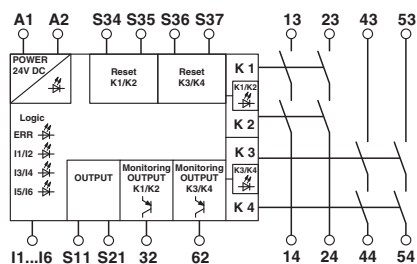 A1 A2 S34 S35 S36 S37 13 23 43 53
POWER
24V DC
Reset
K1/K2
Reset
K3/K4
K 1
K1/K2
K 2
Logic
ERR
I1/I2
I3/I4
I5/I6
K 3
K3/K4
K 4
OUTPUT
Monitoring
OUTPUT
K1/K2
Monitoring
OUTPUT
K3/K4
I1...I6 S11 S21 32 62 14 24 44 54